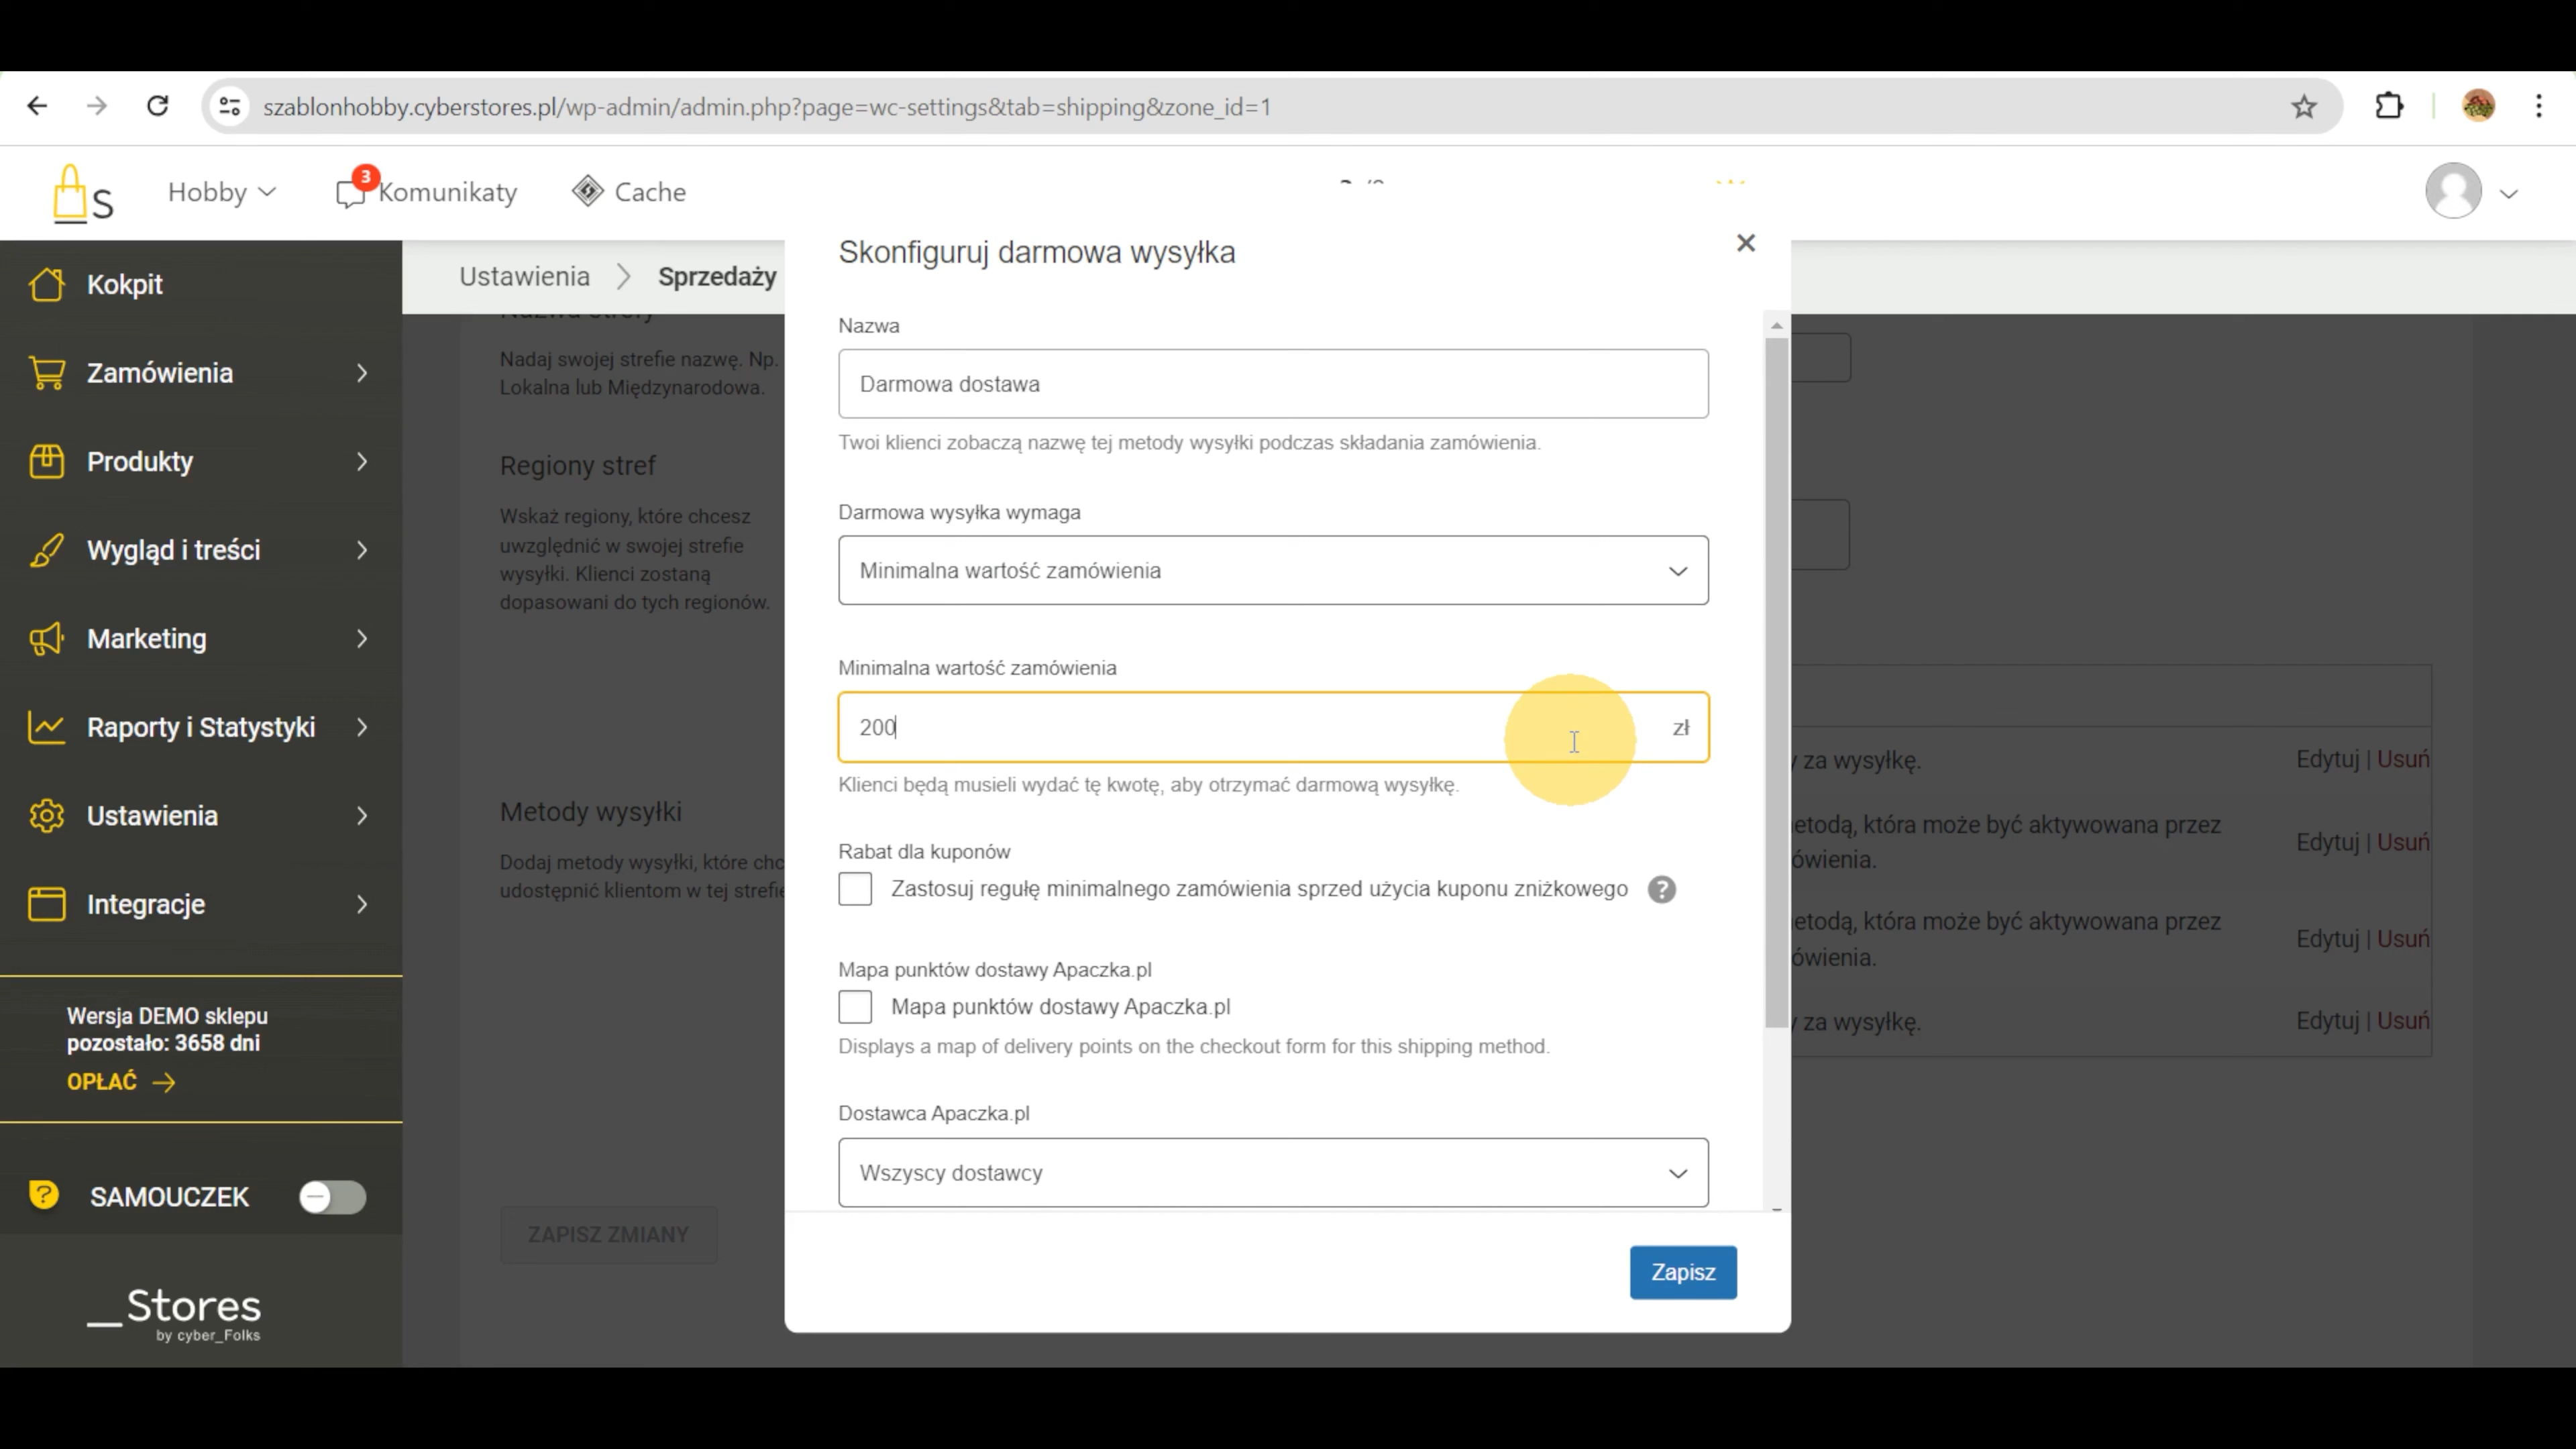 szablonhobby.cyberstores.pl/wp-admin/admin.php?page=wc-settings&tab=shipping&zone_id=1
S
Hobby
3
Komunikaty
Cache
Kokpit
Zamówienia
Produkty
Wygląd i treści
Marketing
Raporty i Statystyki
Ustawienia
Integracje
Wersja DEMO sklepu
pozostało: 3658 dni
OPŁAĆ →
SAMOUCZEK
__Stores
by cyber_Folks
Ustawienia > Sprzedaży
Nazwa strefy
Nadaj swojej strefie nazwę. Np.
Lokalna lub Międzynarodowa.
Regiony stref
Wskaż regiony, które chcesz
uwzględnić w swojej strefie
wysyłki. Klienci zostaną
dopasowani do tych regionów.
Metody wysyłki
Dodaj metody wysyłki, które chc
udostępnić klientom w tej strefie
ZAPISZ ZMIANY
Skonfiguruj darmowa wysyłka
Nazwa
Darmowa dostawa
Twoi klienci zobaczą nazwę tej metody wysyłki podczas składania zamówienia.
Darmowa wysyłka wymaga
Minimalna wartość zamówienia
Minimalna wartość zamówienia
200
zł
Klienci będą musieli wydać tę kwotę, aby otrzymać darmową wysyłkę.
Rabat dla kuponów
Zastosuj regułę minimalnego zamówienia sprzed użycia kuponu zniżkowego
?
Mapa punktów dostawy Apaczka.pl
Mapa punktów dostawy Apaczka.pl
Displays a map of delivery points on the checkout form for this shipping method.
Dostawca Apaczka.pl
Wszyscy dostawcy
Zapisz
za wysyłkę.
Edytuj | Usuń
etodą, która może być aktywowana przez
ówienia.
Edytuj | Usuń
etodą, która może być aktywowana przez
ówienia.
Edytuj | Usuń
za wysyłkę.
Edytuj | Usuń